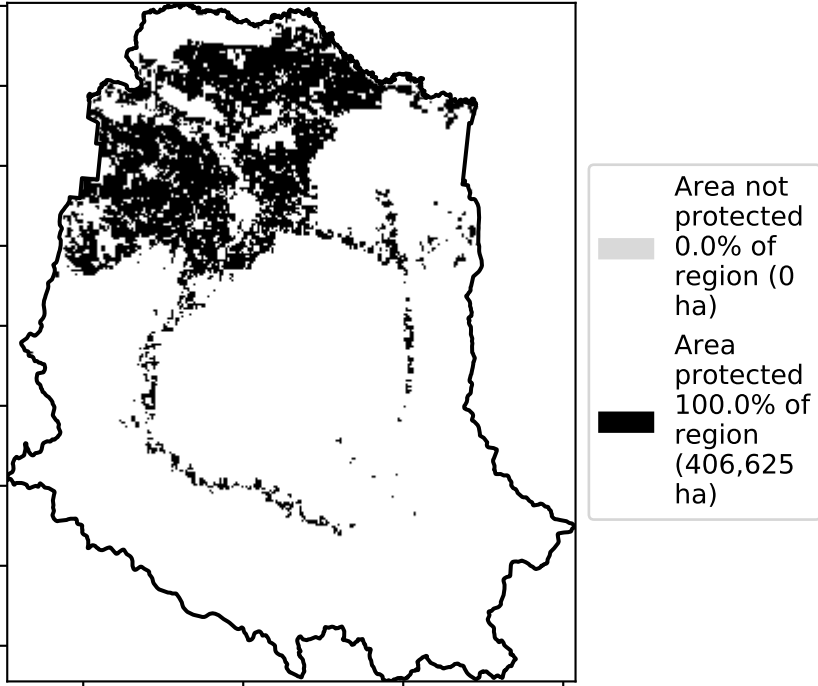 Area not
protected
0.0% of
region (0
ha)
Area
protected
100.0% of
region
(406,625
ha)